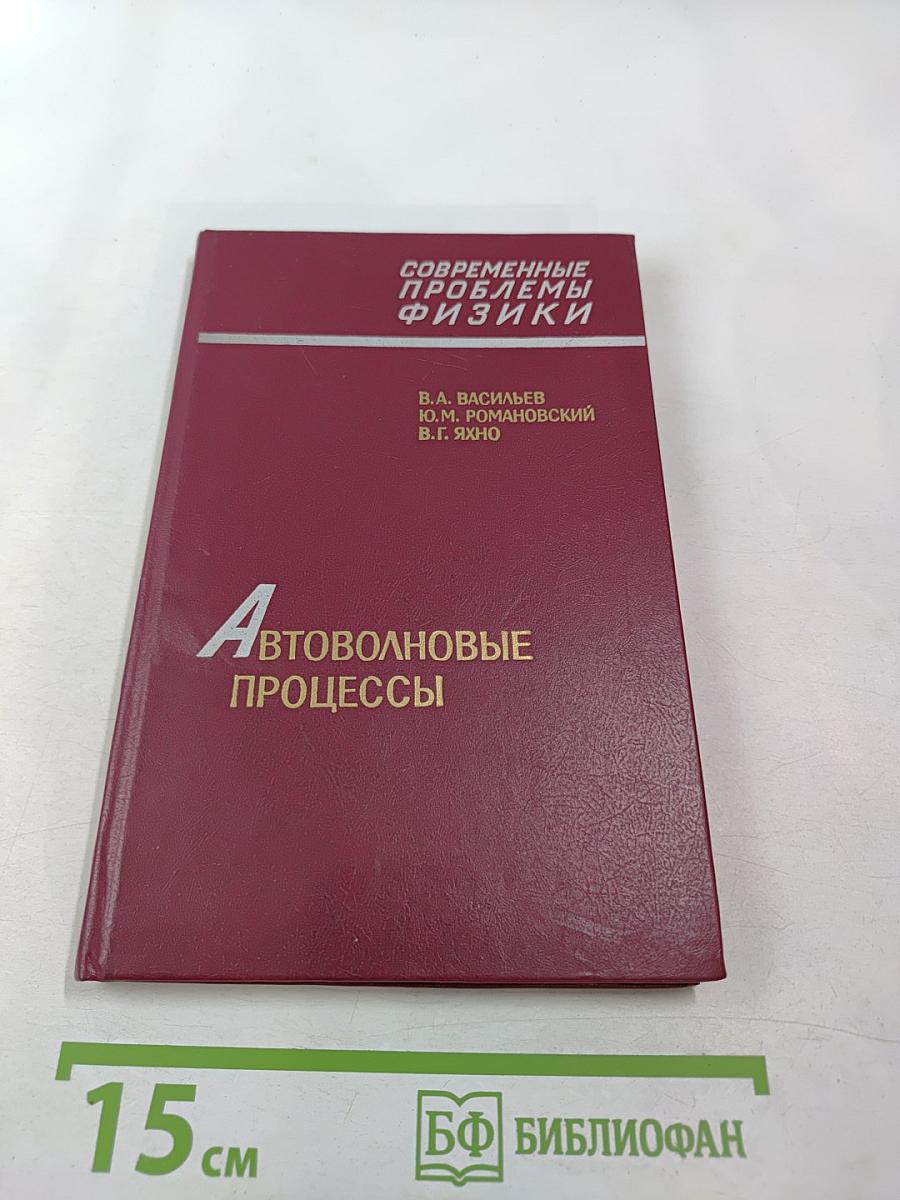 СОВРЕМЕННЫЕ
ПРОБЛЕМЫ
ФИЗИКИ
В.А. ВАСИЛЬЕВ
Ю.М. РОМАНОВСКИЙ
В.Г. ЯХНО
АВТОВОЛНОВЫЕ
ПРОЦЕССЫ
15 см
БФ БИБЛИОФАН